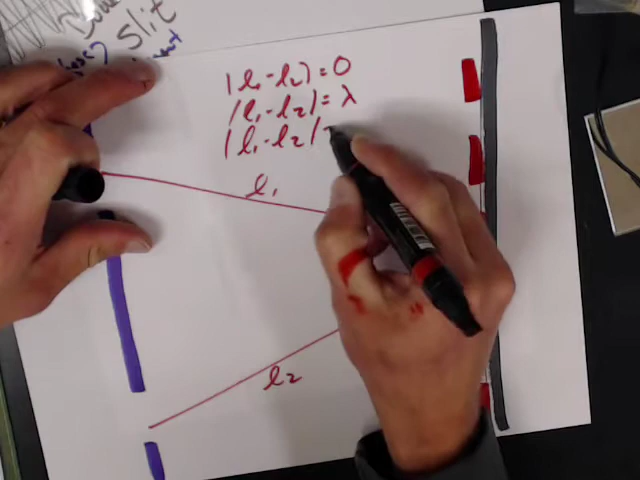 Slit
|l₁-l₂|=0
|l₁-l₂|=λ
|l₁-l₂|
l₁
l₂